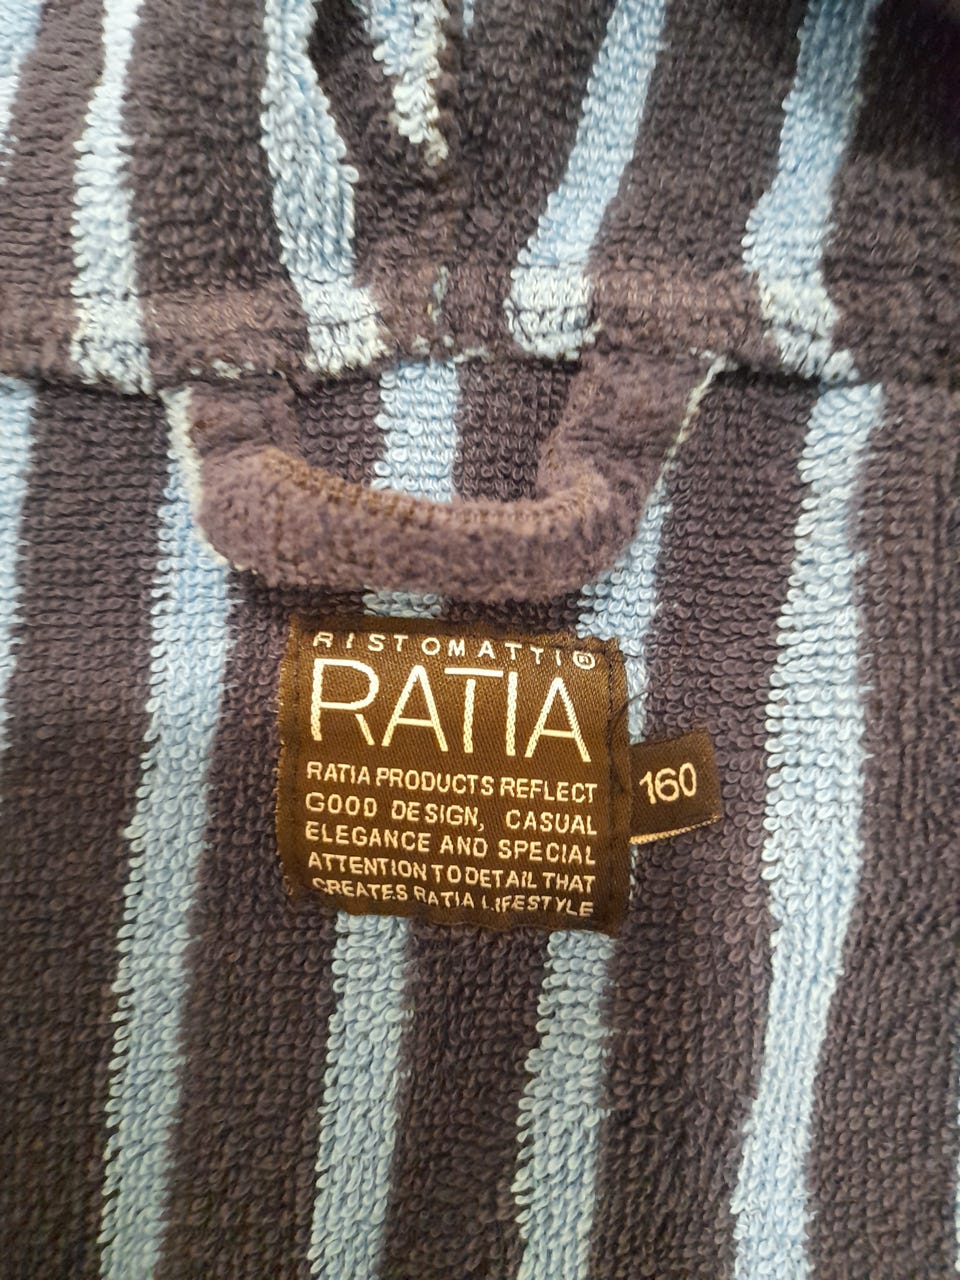 RISTOMATTI®
RATIA
RATIA PRODUCTS REFLECT
GOOD DESIGN, CASUAL
ELEGANCE AND SPECIAL
ATTENTION TO DETAIL THAT
CREATES RATIA LIFESTYLE
160